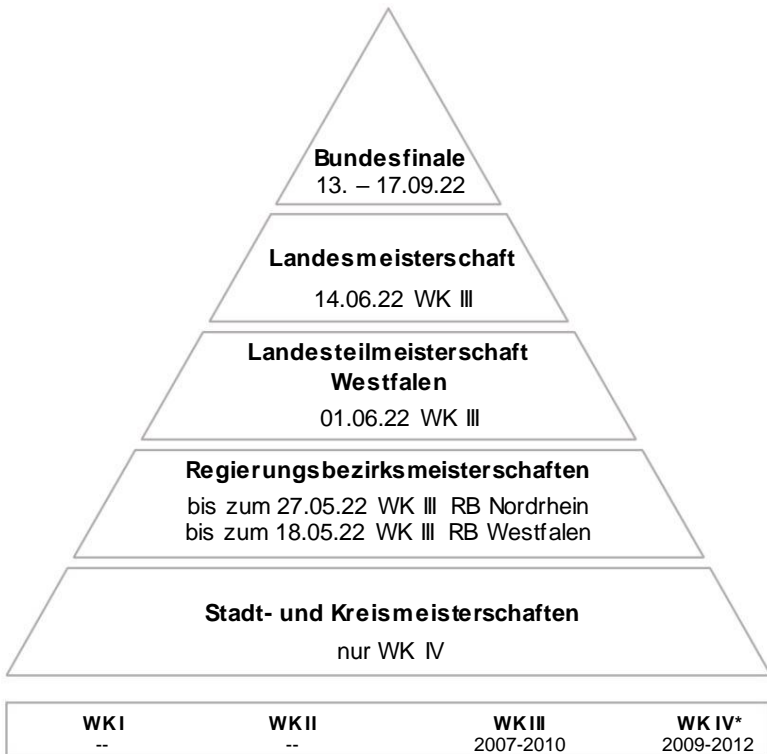 Bundesfinale
13. – 17.09.22
Landesmeisterschaft
14.06.22 WK III
Landesteilmeisterschaft
Westfalen
01.06.22 WK III
Regierungsbezirksmeisterschaften
bis zum 27.05.22 WK III RB Nordrhein
bis zum 18.05.22 WK III RB Westfalen
Stadt- und Kreismeisterschaften
nur WK IV
WK I WK II WK III WK IV*
-- -- 2007-2010 2009-2012